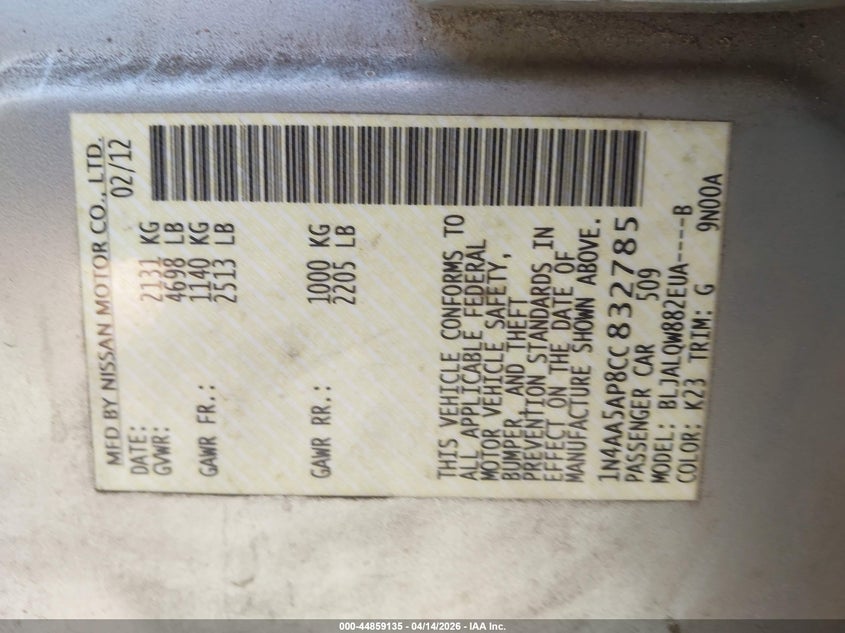 MFD BY NISSAN MOTOR CO., LTD.
DATE: 02/12
GVWR: 2131 KG
4698 LB
GAWR FR.: 1140 KG
2513 LB
GAWR RR.: 1000 KG
2205 LB
THIS VEHICLE CONFORMS TO
ALL APPLICABLE FEDERAL
MOTOR VEHICLE SAFETY,
BUMPER, AND THEFT
PREVENTION STANDARDS IN
EFFECT ON THE DATE OF
MANUFACTURE SHOWN ABOVE.
1N4AA5AP8CC832785
PASSENGER CAR 509
MODEL: BLJALQW882EUA----B
COLOR: K23 TRIM: G 9N00A
000-44859135 - 04/14/2026 - IAA Inc.